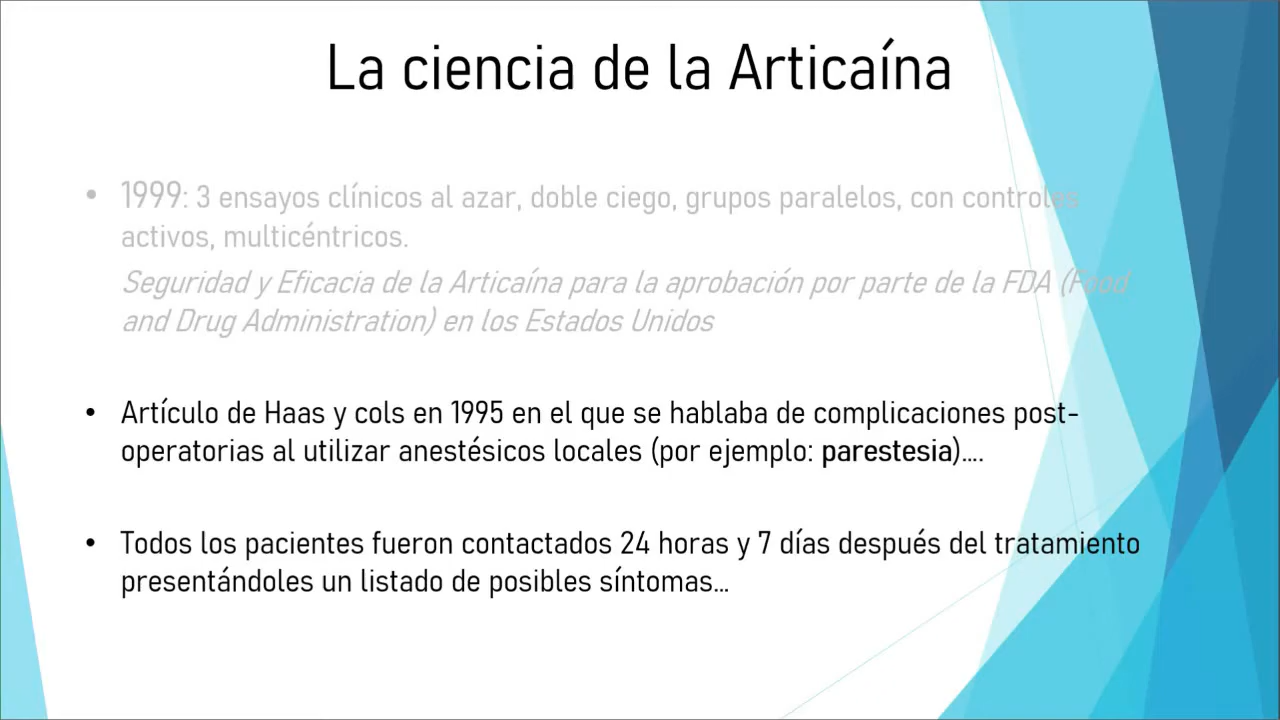 La ciencia de la Articaína
• 1999: 3 ensayos clínicos al azar, doble ciego, grupos paralelos, con controles
activos, multicéntricos.
Seguridad y Eficacia de la Articaína para la aprobación por parte de la FDA (Food
and Drug Administration) en los Estados Unidos
• Artículo de Haas y cols en 1995 en el que se hablaba de complicaciones post-
operatorias al utilizar anestésicos locales (por ejemplo: parestesia)....
• Todos los pacientes fueron contactados 24 horas y 7 días después del tratamiento
presentándoles un listado de posibles síntomas...